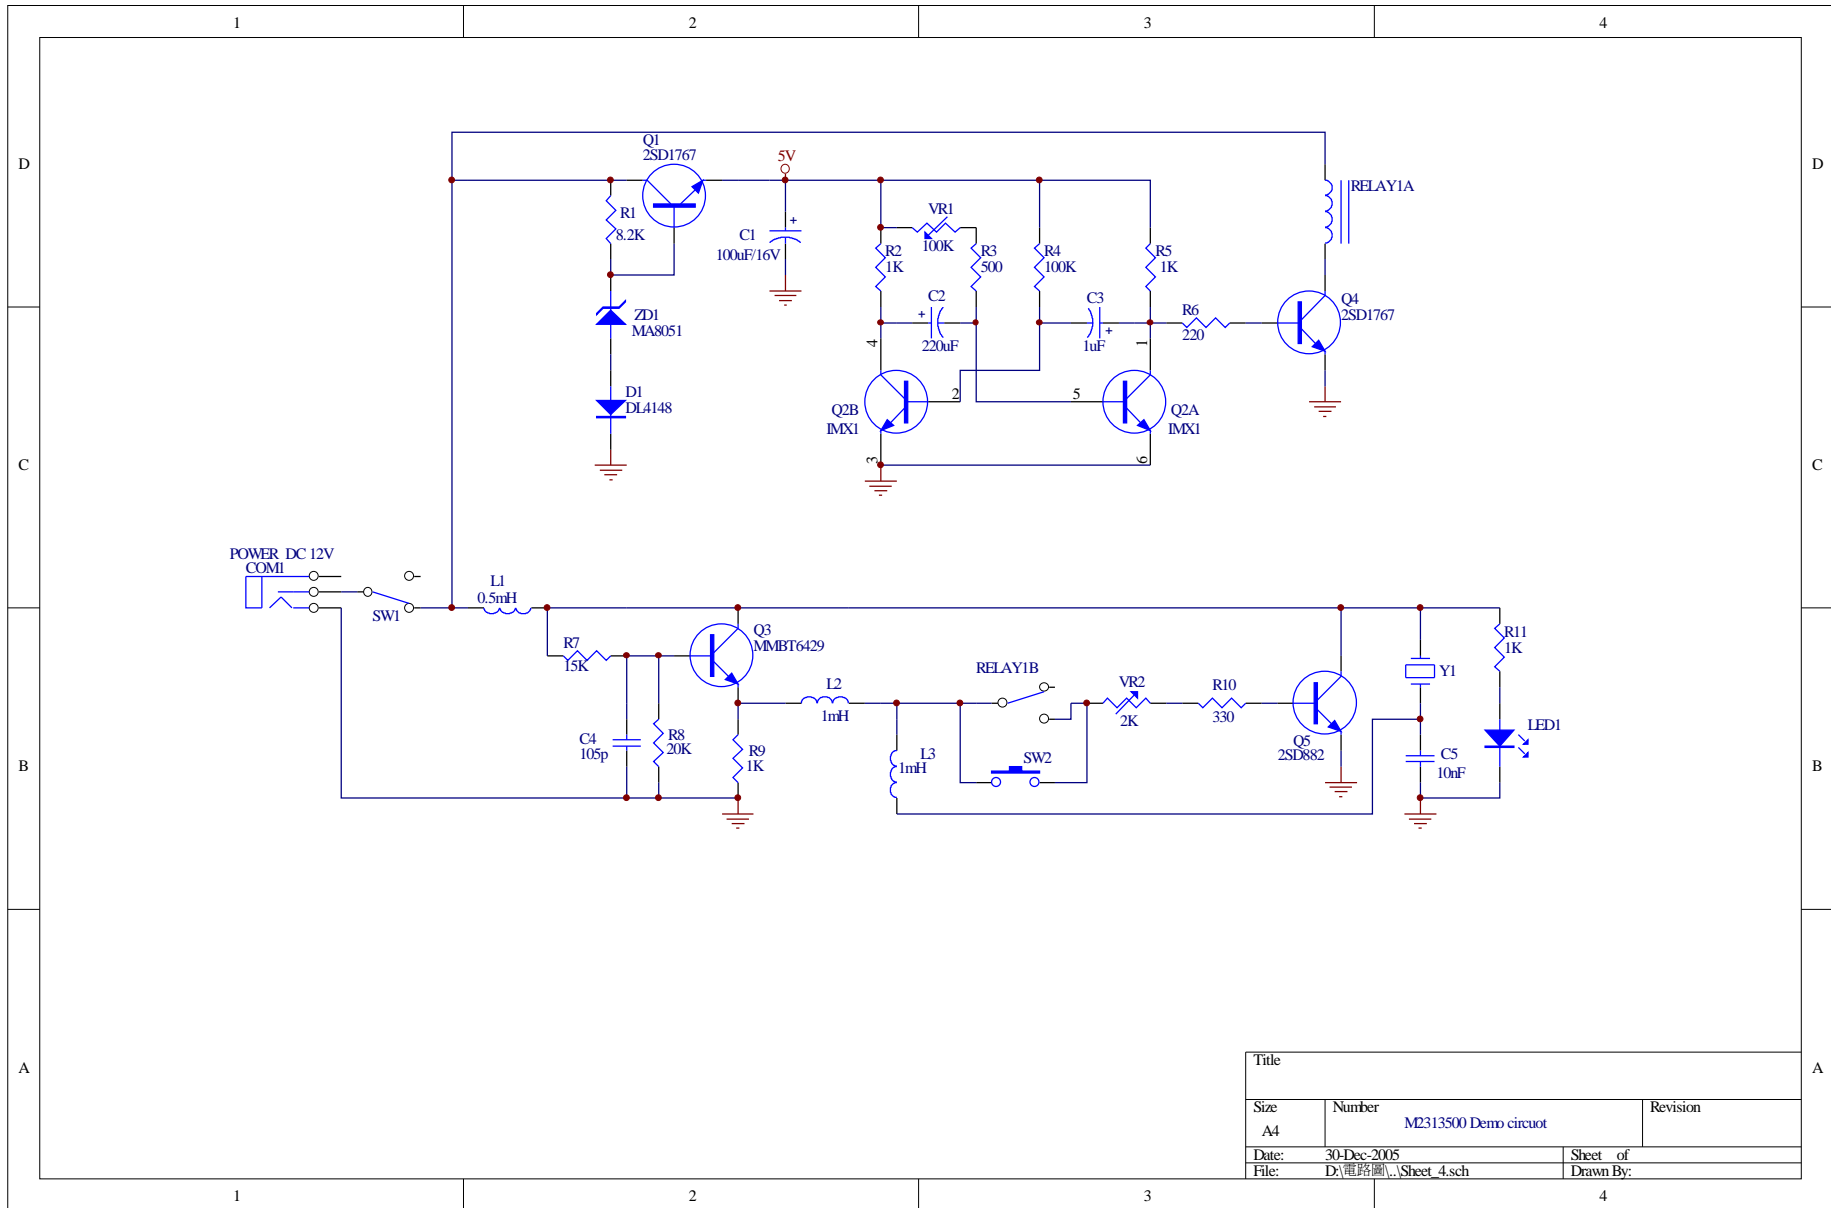 1 2 3 4
D D
Q1
2SD1767
5V
R1
8.2K
C1
100uF/16V
+
VR1
100K
R2
1K
R3
500
R4
100K
R5
1K
RELAY1A
C2
+
220uF
C3
+
1uF
R6
220
Q4
2SD1767
ZD1
MA8051
D1
DL4148
4
2
5
1
Q2B
IMX1
Q2A
IMX1
3
6
C C
POWER DC 12V
COM1
SW1
L1
0.5mH
R7
15K
Q3
MMBT6429
L2
1mH
RELAY1B
VR2
2K
R10
330
Q5
2SD882
Y1
R11
1K
LED1
C4
105p
R8
20K
R9
1K
L3
1mH
SW2
C5
10nF
B B
A A
Title
Size
A4
Number
M2313500 Demo circuot
Revision
Date: 30-Dec-2005 Sheet of
File: D:\電路圖\..\Sheet_4.sch Drawn By:
1 2 3 4